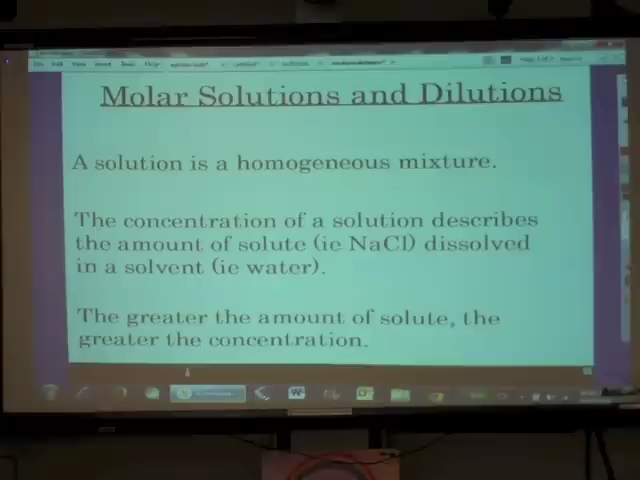 Molar Solutions and Dilutions
A solution is a homogeneous mixture.
The concentration of a solution describes
the amount of solute (ie NaCl) dissolved
in a solvent (ie water).
The greater the amount of solute, the
greater the concentration.